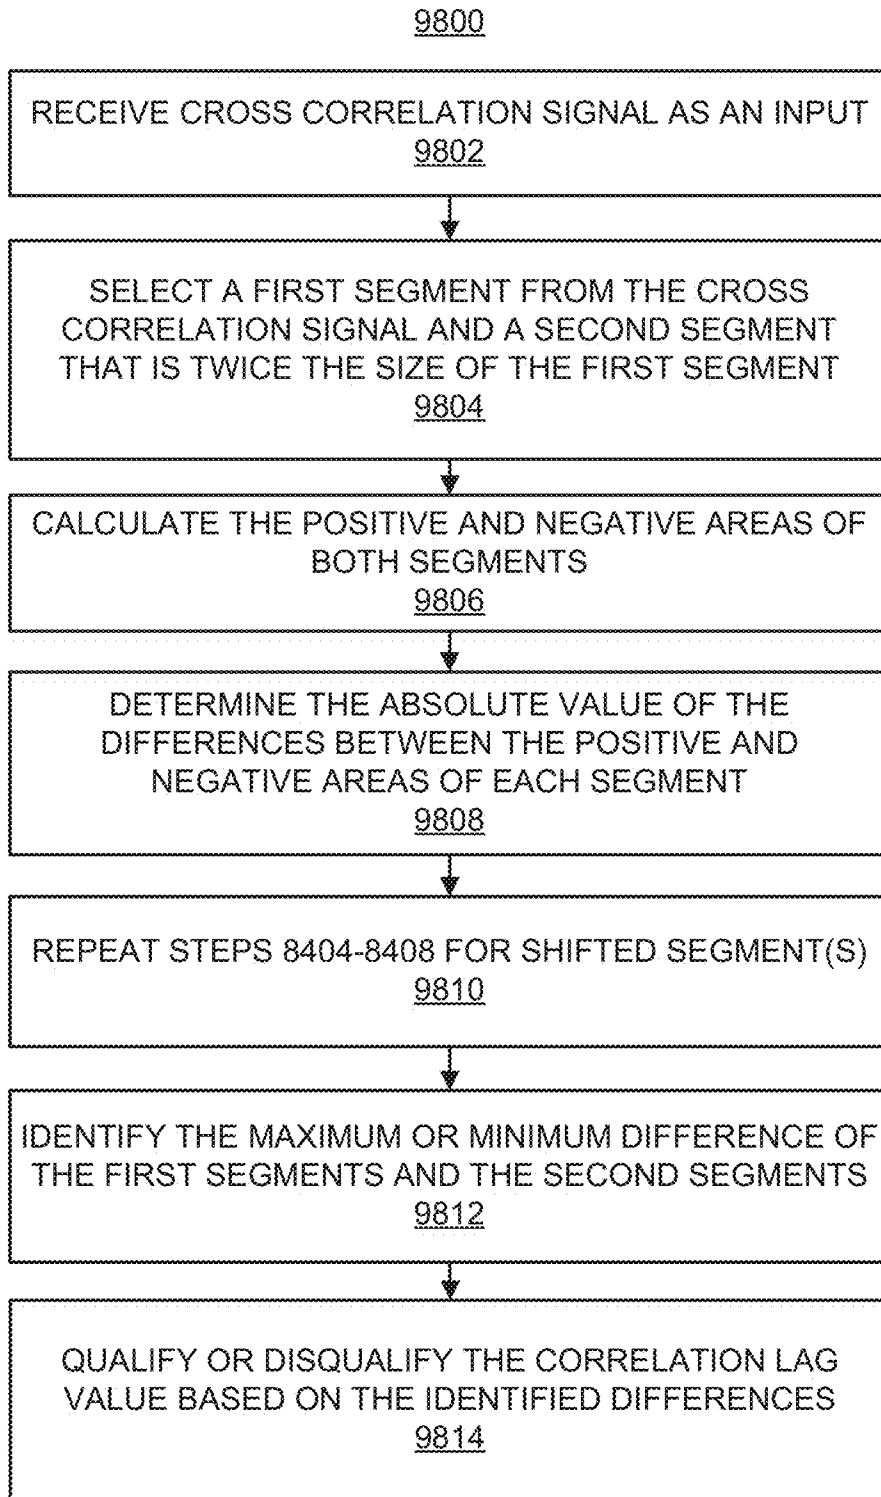 9800
RECEIVE CROSS CORRELATION SIGNAL AS AN INPUT
9802
SELECT A FIRST SEGMENT FROM THE CROSS
CORRELATION SIGNAL AND A SECOND SEGMENT
THAT IS TWICE THE SIZE OF THE FIRST SEGMENT
9804
CALCULATE THE POSITIVE AND NEGATIVE AREAS OF
BOTH SEGMENTS
9806
DETERMINE THE ABSOLUTE VALUE OF THE
DIFFERENCES BETWEEN THE POSITIVE AND
NEGATIVE AREAS OF EACH SEGMENT
9808
REPEAT STEPS 8404-8408 FOR SHIFTED SEGMENT(S)
9810
IDENTIFY THE MAXIMUM OR MINIMUM DIFFERENCE OF
THE FIRST SEGMENTS AND THE SECOND SEGMENTS
9812
QUALIFY OR DISQUALIFY THE CORRELATION LAG
VALUE BASED ON THE IDENTIFIED DIFFERENCES
9814